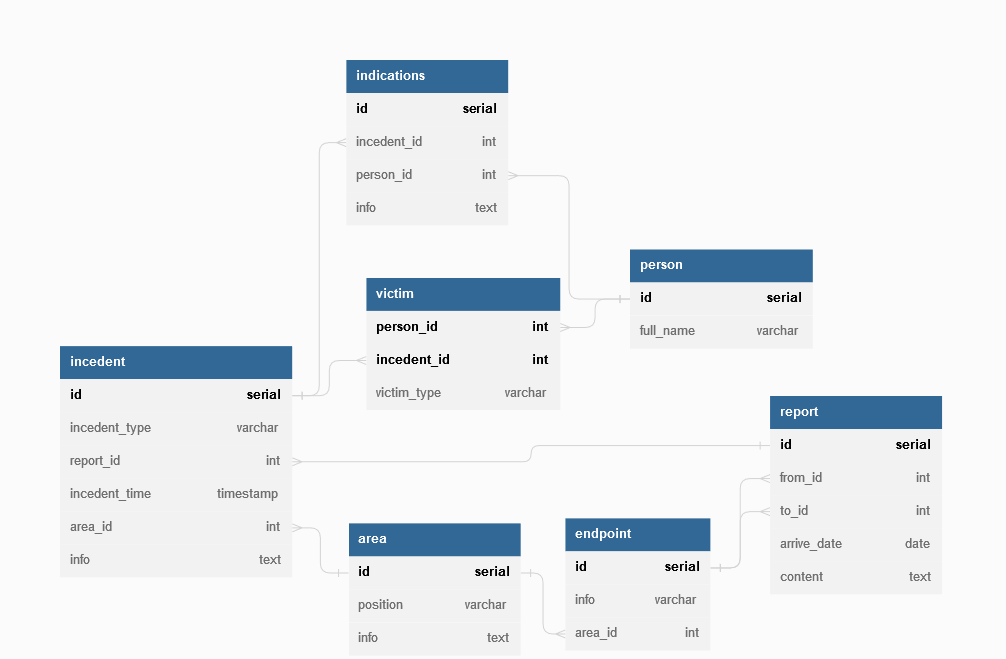 indications
id serial
incedent_id int
person_id int
info text
person
id serial
full_name varchar
victim
person_id int
incedent_id int
victim_type varchar
incedent
id serial
incedent_type varchar
report_id int
incedent_time timestamp
area_id int
info text
report
id serial
from_id int
to_id int
arrive_date date
content text
area
id serial
position varchar
info text
endpoint
id serial
info varchar
area_id int